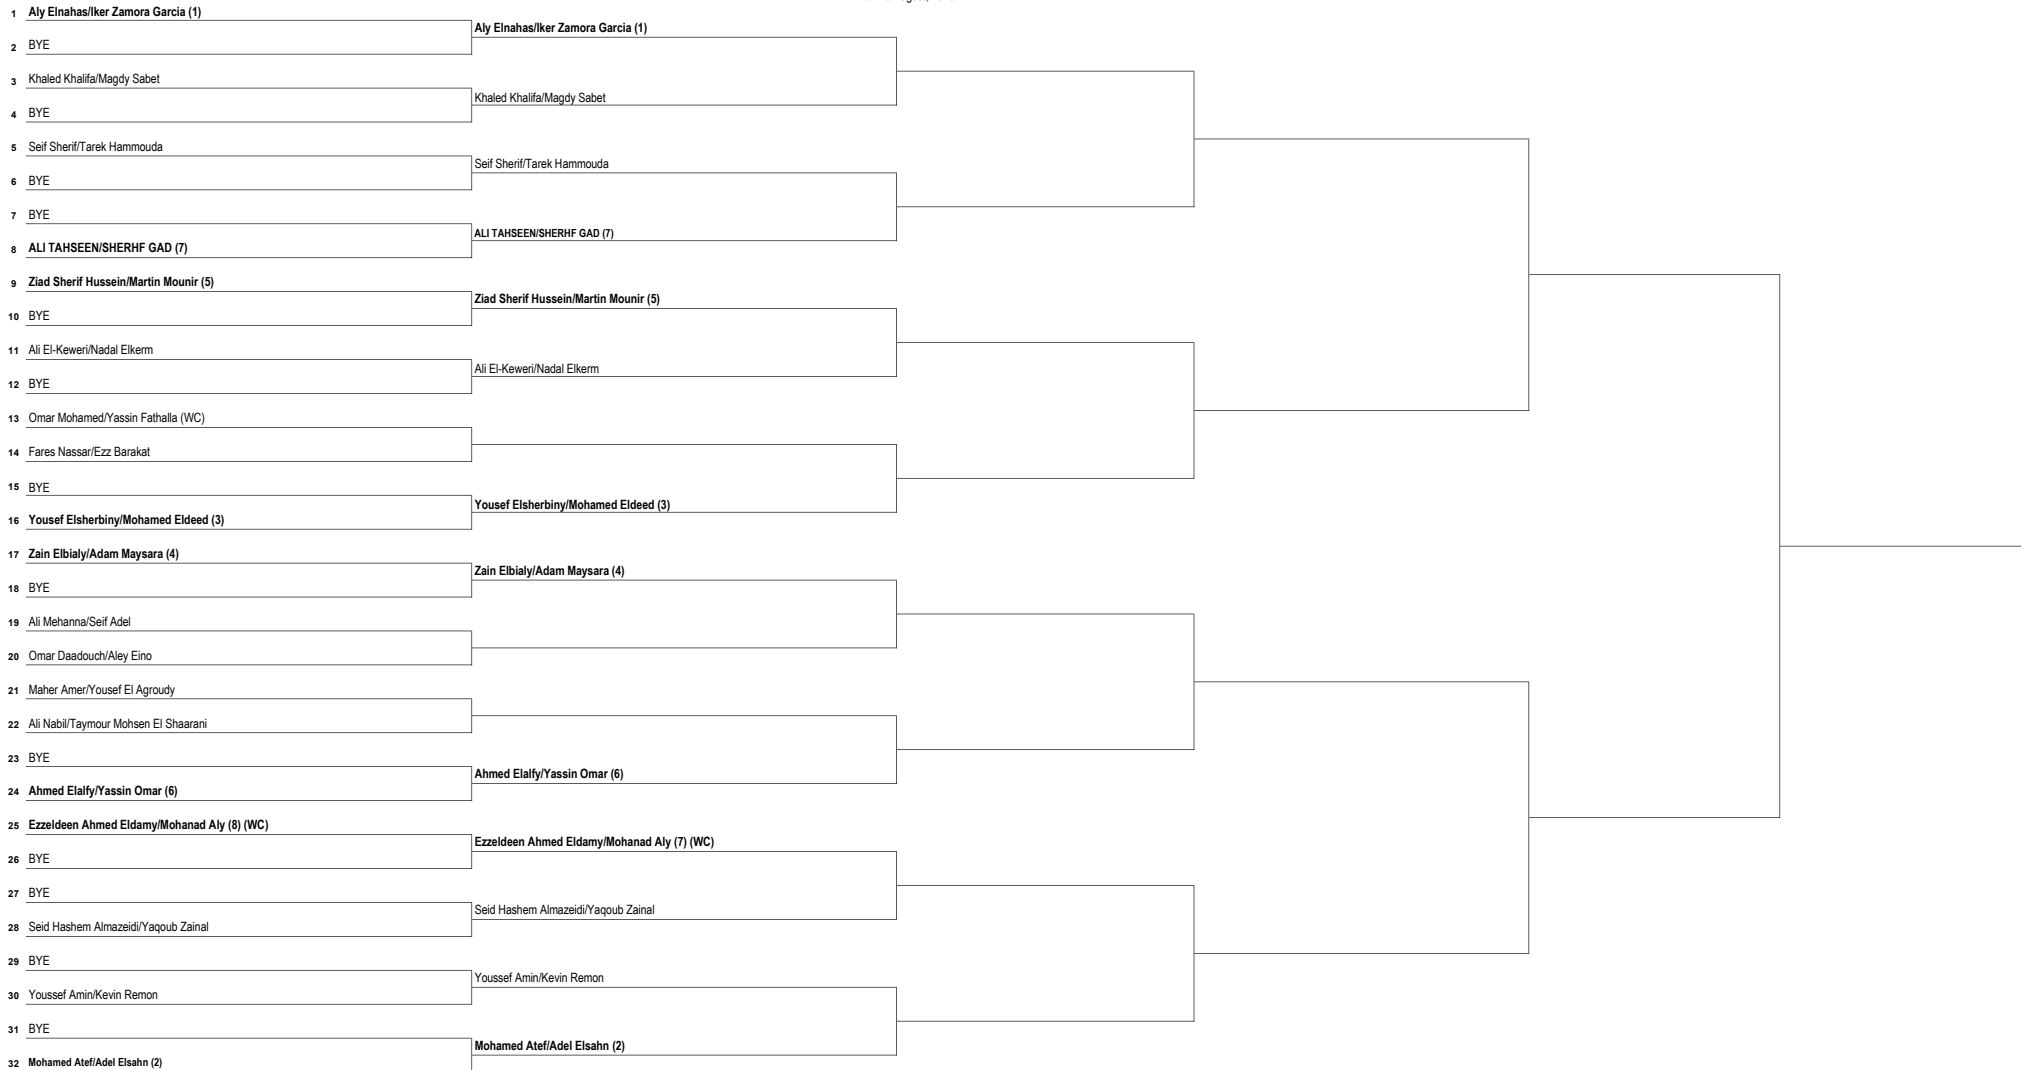 1 Aly Elnahas/Iker Zamora Garcia (1)
Aly Elnahas/Iker Zamora Garcia (1)
2 BYE
3 Khaled Khalifa/Magdy Sabet
Khaled Khalifa/Magdy Sabet
4 BYE
5 Seif Sherif/Tarek Hammouda
Seif Sherif/Tarek Hammouda
6 BYE
7 BYE
ALI TAHSEEN/SHERHF GAD (7)
8 ALI TAHSEEN/SHERHF GAD (7)
9 Ziad Sherif Hussein/Martin Mounir (5)
Ziad Sherif Hussein/Martin Mounir (5)
10 BYE
11 Ali El-Keweri/Nadal Elkerm
Ali El-Keweri/Nadal Elkerm
12 BYE
13 Omar Mohamed/Yassin Fathalla (WC)
14 Fares Nassar/Ezz Barakat
15 BYE
Yousef Elsherbiny/Mohamed Eldeed (3)
16 Yousef Elsherbiny/Mohamed Eldeed (3)
17 Zain Elbialy/Adam Maysara (4)
Zain Elbialy/Adam Maysara (4)
18 BYE
19 Ali Mehanna/Seif Adel
20 Omar Daadouch/Aley Eino
21 Maher Amer/Yousef El Agroudy
22 Ali Nabil/Taymour Mohsen El Shaarani
23 BYE
Ahmed Elalfy/Yassin Omar (6)
24 Ahmed Elalfy/Yassin Omar (6)
25 Ezzeldeen Ahmed Eldamy/Mohanad Aly (8) (WC)
Ezzeldeen Ahmed Eldamy/Mohanad Aly (7) (WC)
26 BYE
27 BYE
Seid Hashem Almazeidi/Yaqoub Zainal
28 Seid Hashem Almazeidi/Yaqoub Zainal
29 BYE
Youssef Amin/Kevin Remon
30 Youssef Amin/Kevin Remon
31 BYE
Mohamed Atef/Adel Elsahn (2)
32 Mohamed Atef/Adel Elsahn (2)